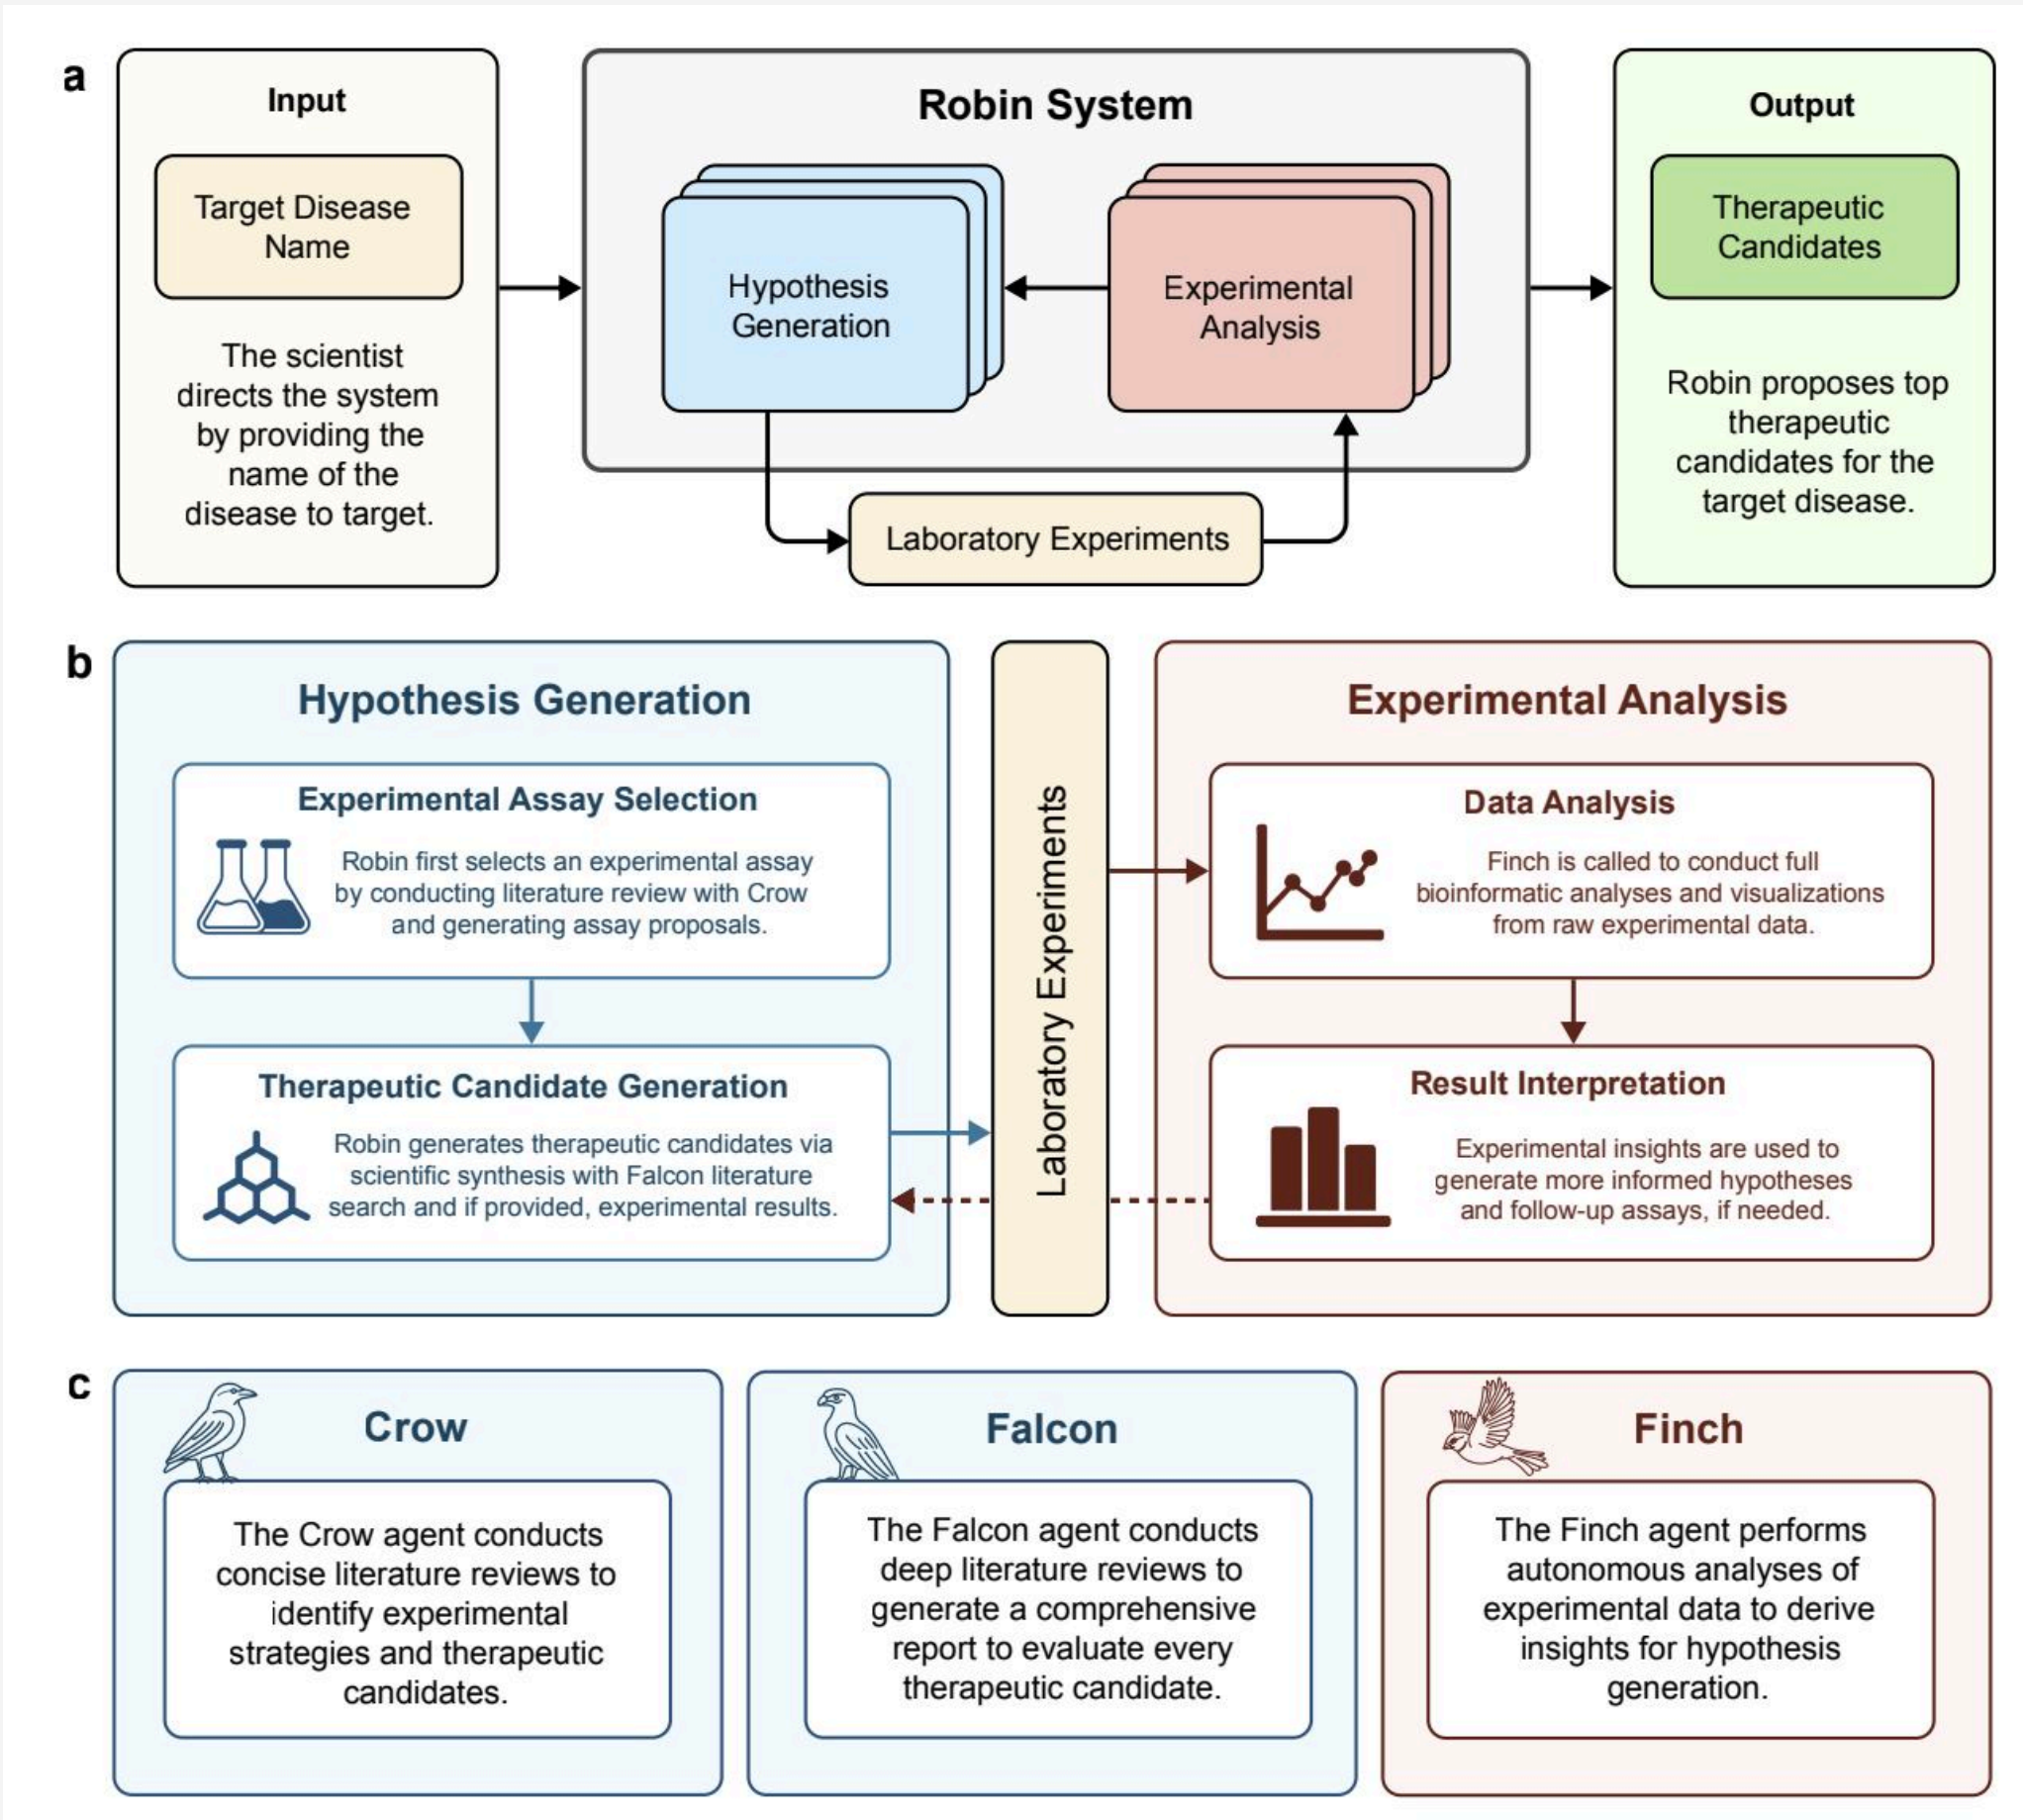 a
Input
Target Disease
Name
The scientist
directs the system
by providing the
name of the
disease to target.
Robin System
Hypothesis
Generation
Experimental
Analysis
Laboratory Experiments
Output
Therapeutic
Candidates
Robin proposes top
therapeutic
candidates for the
target disease.
b
Hypothesis Generation
Experimental Assay Selection
Robin first selects an experimental assay
by conducting literature review with Crow
and generating assay proposals.
Therapeutic Candidate Generation
Robin generates therapeutic candidates via
scientific synthesis with Falcon literature
search and if provided, experimental results.
Laboratory Experiments
Experimental Analysis
Data Analysis
Finch is called to conduct full
bioinformatic analyses and visualizations
from raw experimental data.
Result Interpretation
Experimental insights are used to
generate more informed hypotheses
and follow-up assays, if needed.
c
Crow
The Crow agent conducts
concise literature reviews to
identify experimental
strategies and therapeutic
candidates.
Falcon
The Falcon agent conducts
deep literature reviews to
generate a comprehensive
report to evaluate every
therapeutic candidate.
Finch
The Finch agent performs
autonomous analyses of
experimental data to derive
insights for hypothesis
generation.